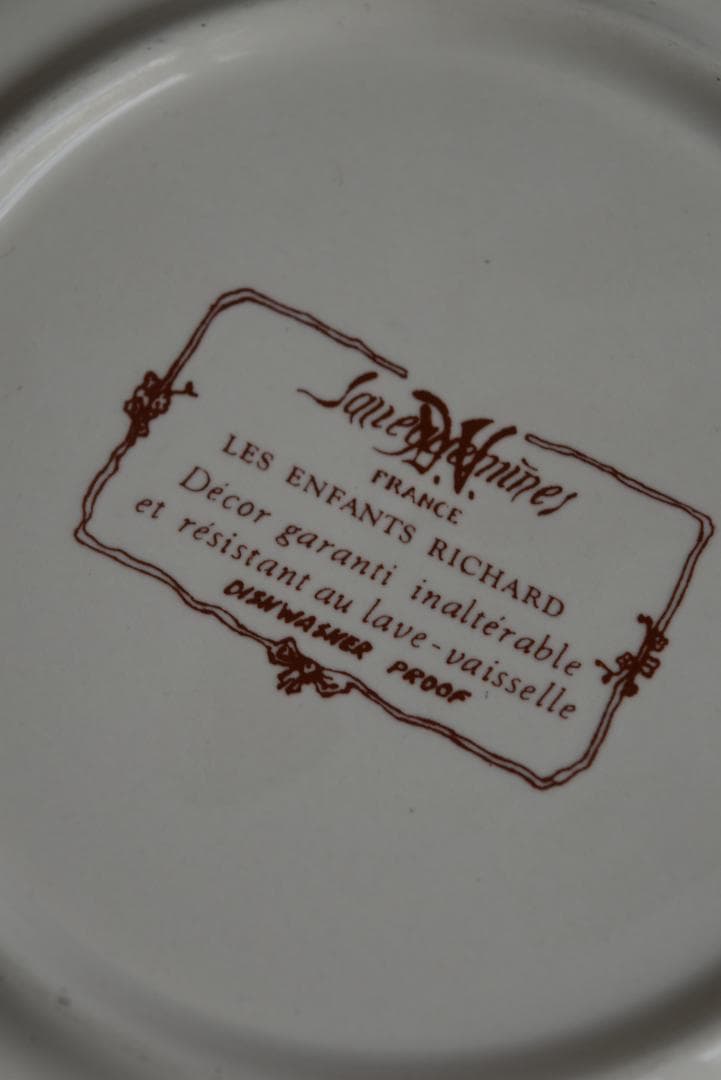 Sarreguemines
FRANCE
LES ENFANTS RICHARD
Décor garanti inaltérable
et résistant au lave-vaisselle
DISHWASHER PROOF